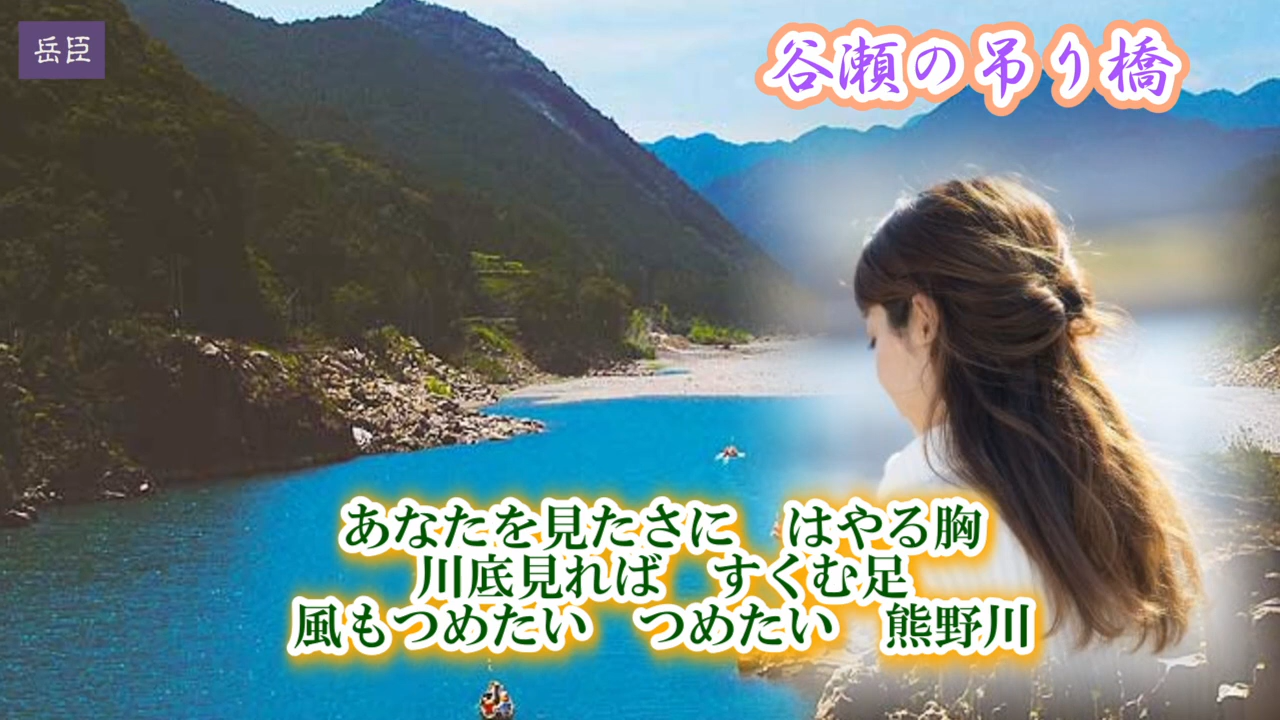 岳臣
谷瀬の吊り橋
あなたを見たさに　はやる胸
川底見れば　すくむ足
風もつめたい　つめたい　熊野川